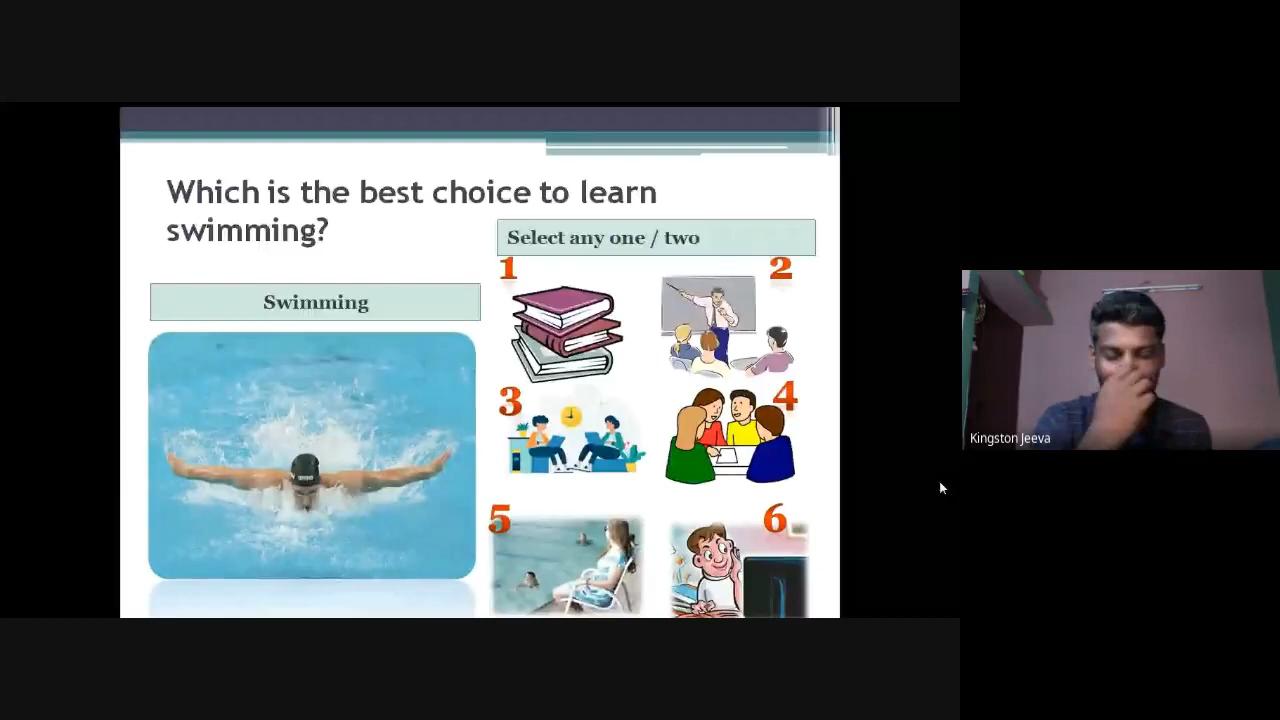 Which is the best choice to learn
swimming?
Select any one / two
Swimming
1
2
3
4
5
6
Kingston Jeeva